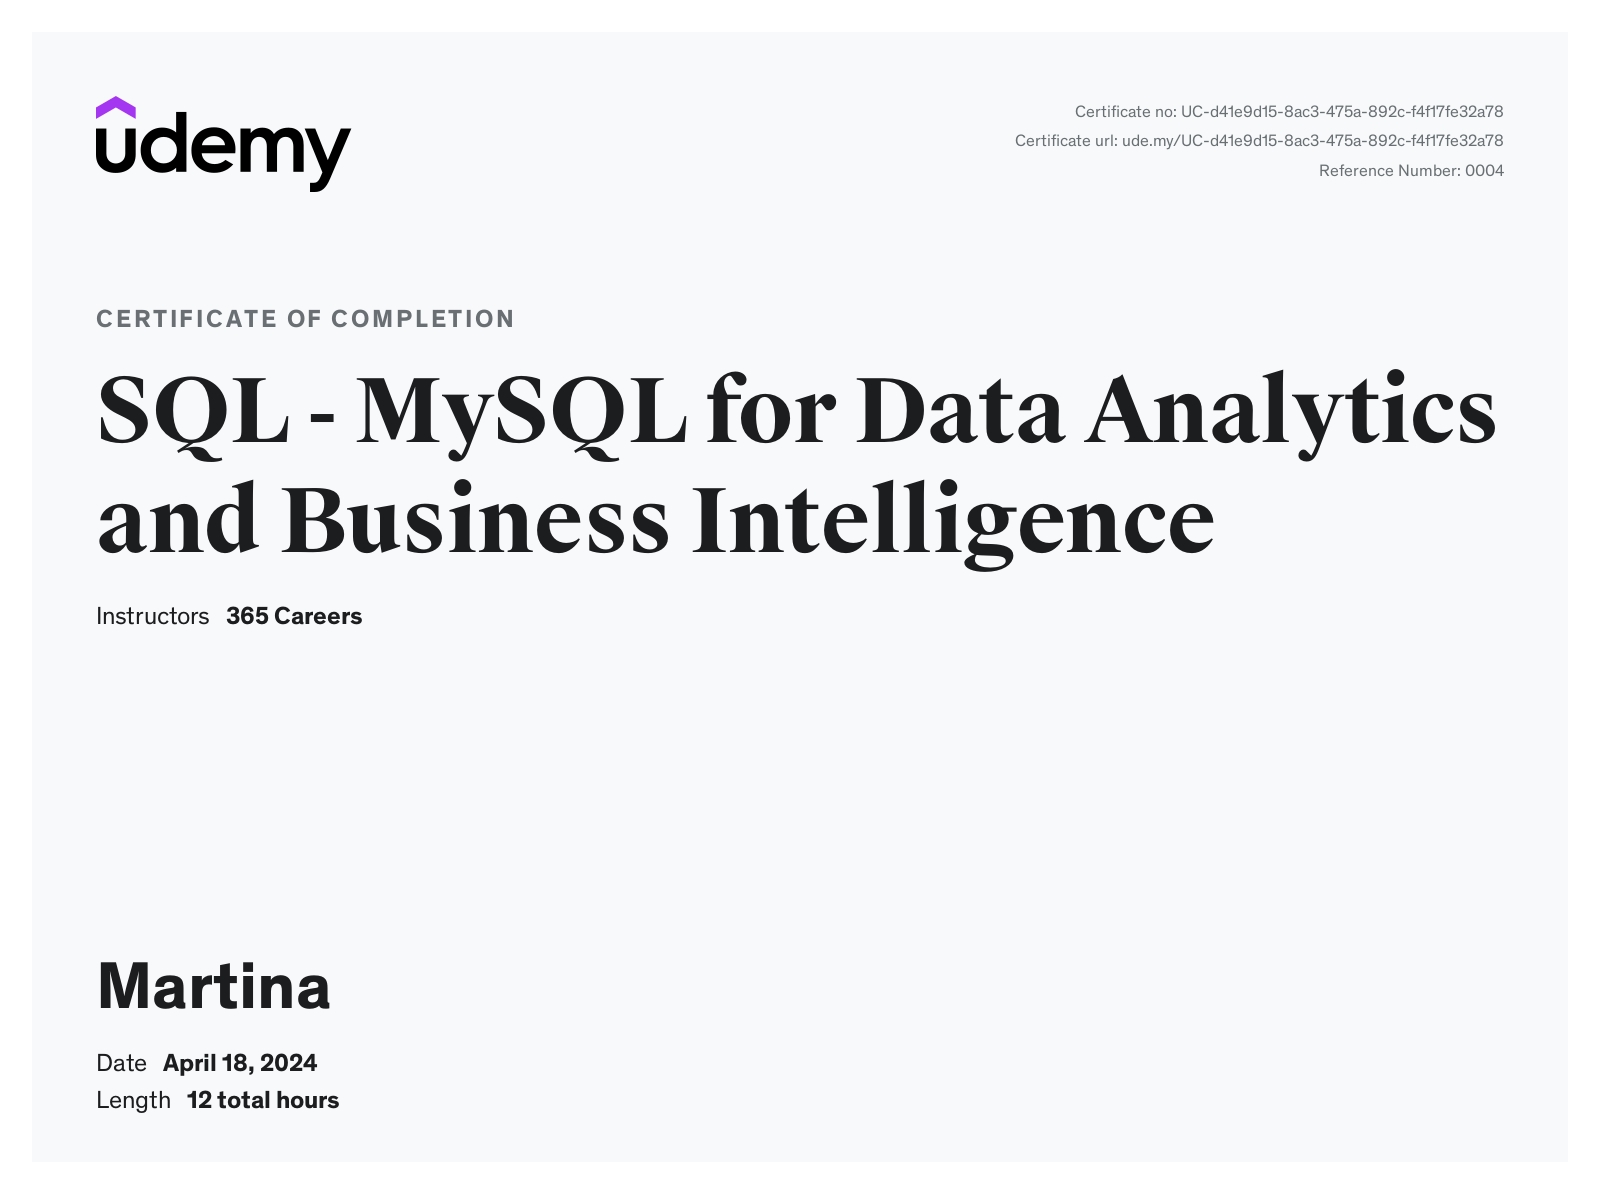 udemy
Certificate no: UC-d41e9d15-8ac3-475a-892c-f4f17fe32a78
Certificate url: ude.my/UC-d41e9d15-8ac3-475a-892c-f4f17fe32a78
Reference Number: 0004
CERTIFICATE OF COMPLETION
SQL - MySQL for Data Analytics
and Business Intelligence
Instructors 365 Careers
Martina
Date April 18, 2024
Length 12 total hours